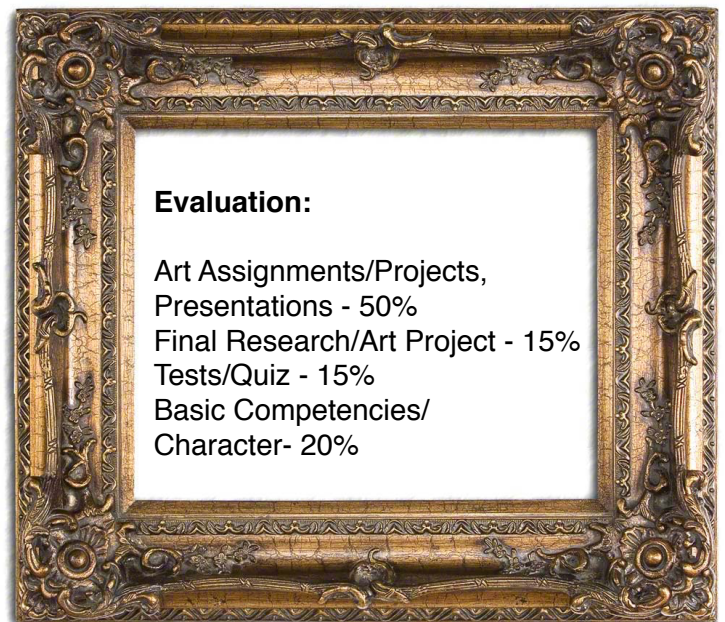 Evaluation:
Art Assignments/Projects,
Presentations - 50%
Final Research/Art Project - 15%
Tests/Quiz - 15%
Basic Competencies/
Character- 20%